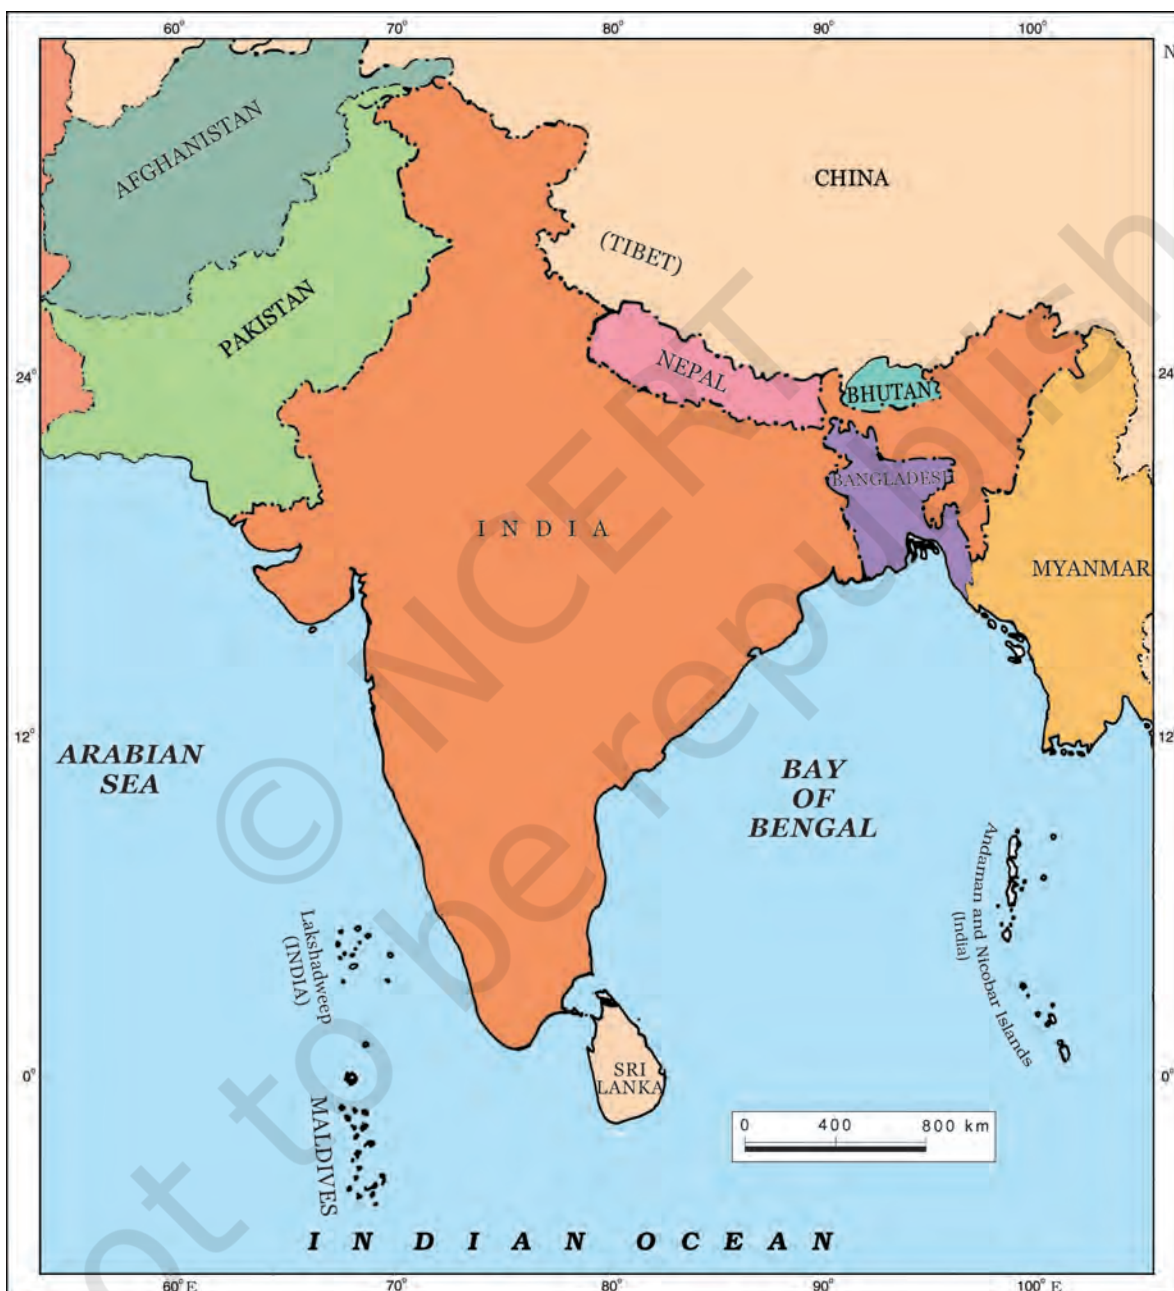 60° 70° 80° 90° 100°
N
AFGHANISTAN
CHINA
(TIBET)
PAKISTAN
24° 24°
NEPAL
BHUTAN
BANGLADESH
INDIA
MYANMAR
12° 12°
ARABIAN
SEA
BAY
OF
BENGAL
Andaman and Nicobar Islands
(India)
Lakshadweep
(INDIA)
0° 0°
SRI
LANKA
MALDIVES
0 400 800 km
INDIAN OCEAN
60° E 70° 80° 90° 100° E
© NCERT
not to be republish